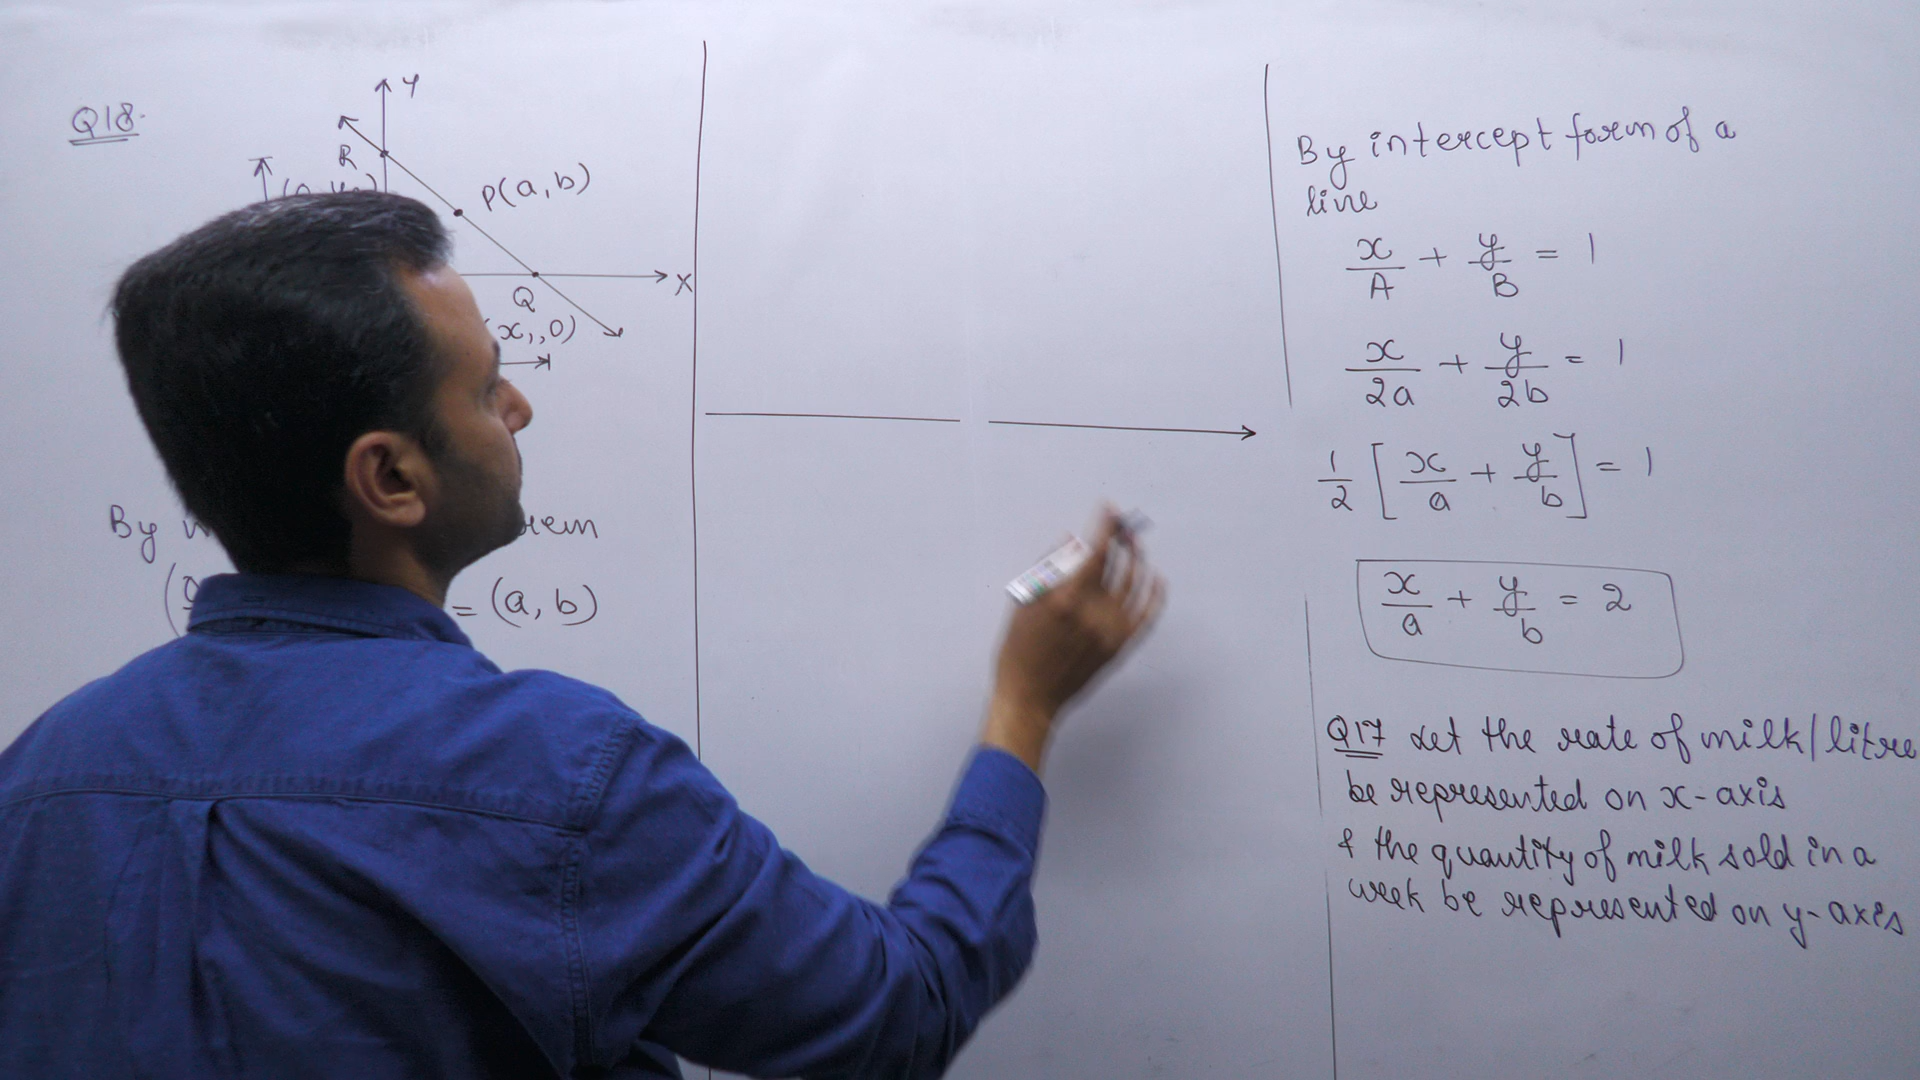 Q18.
Y
R
P(a, b)
X
Q
x₁, 0)
By
= (a, b)
By intercept form of a
line
x/A + y/B = 1
x/2a + y/2b = 1
1/2 [x/a + y/b] = 1
x/a + y/b = 2
Q17 Let the rate of milk/litre
be represented on x-axis
& the quantity of milk sold in a
week be represented on y-axis